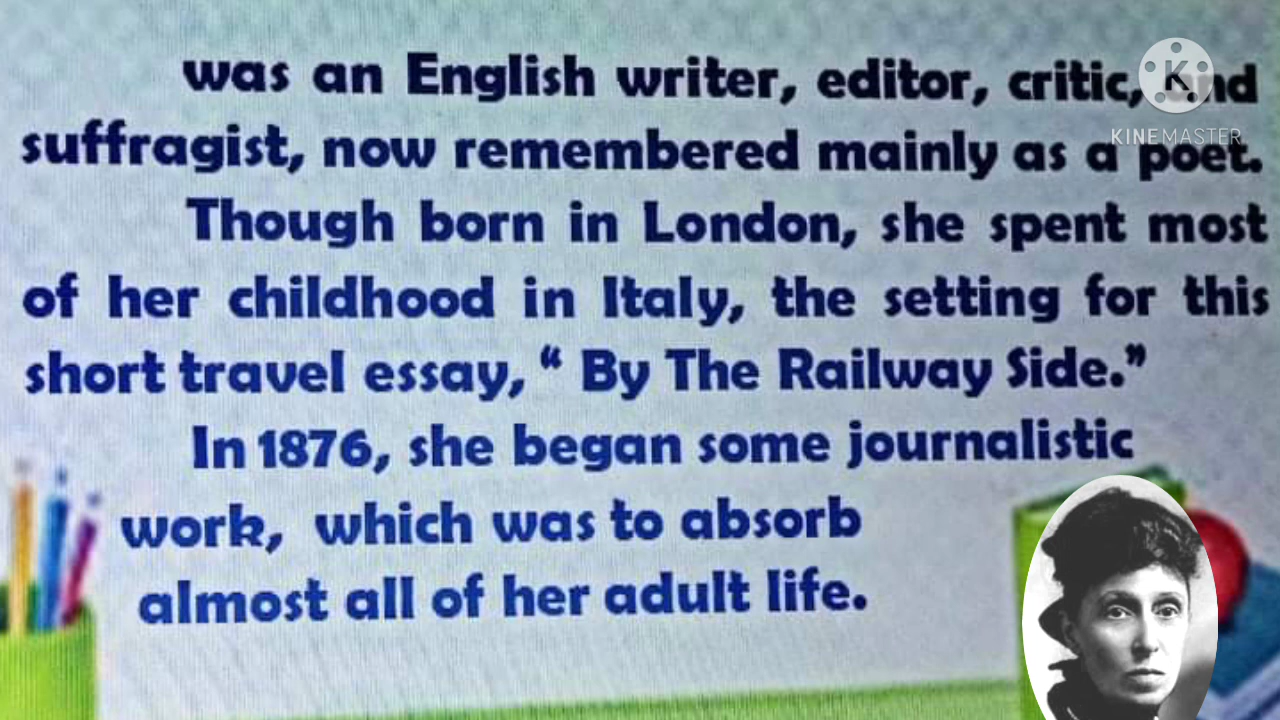 was an English writer, editor, critic, and
suffragist, now remembered mainly as a poet.
Though born in London, she spent most
of her childhood in Italy, the setting for this
short travel essay, “ By The Railway Side.”
In 1876, she began some journalistic
work, which was to absorb
almost all of her adult life.
K
KINEMASTER